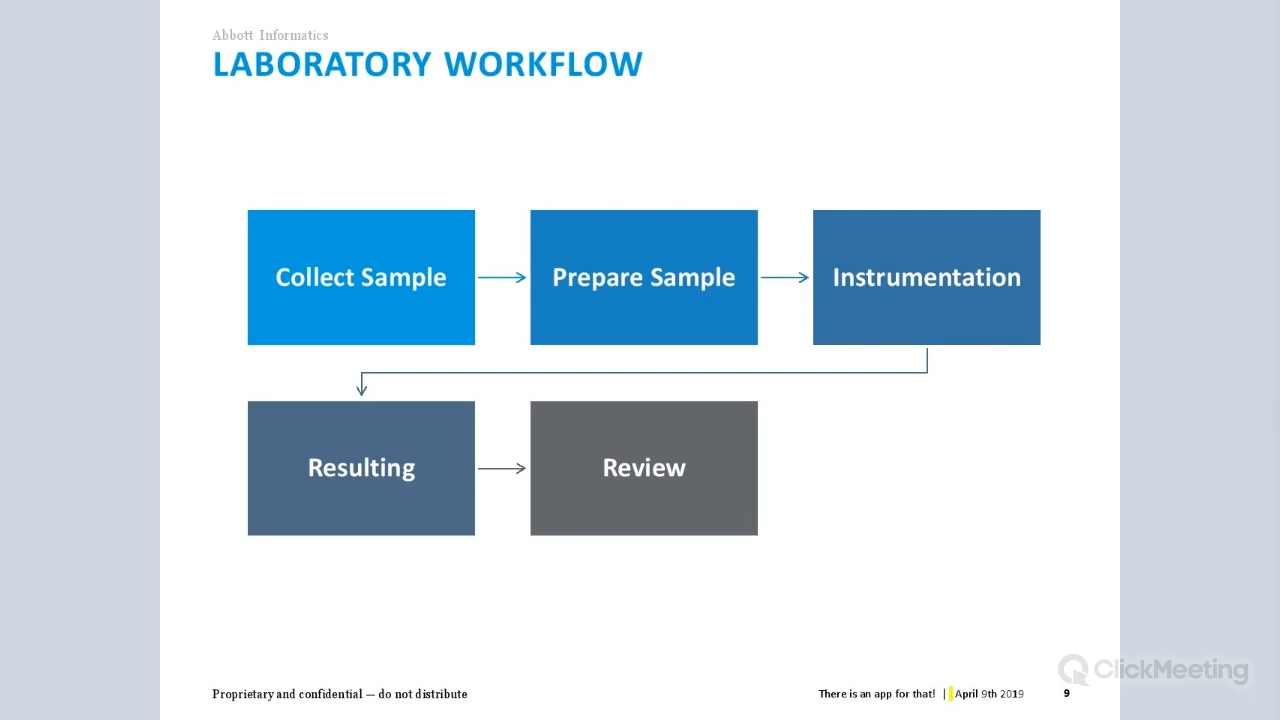 Abbott Informatics
LABORATORY WORKFLOW
Collect Sample
Prepare Sample
Instrumentation
Resulting
Review
ClickMeeting
Proprietary and confidential — do not distribute
There is an app for that! | April 9th 2019
9